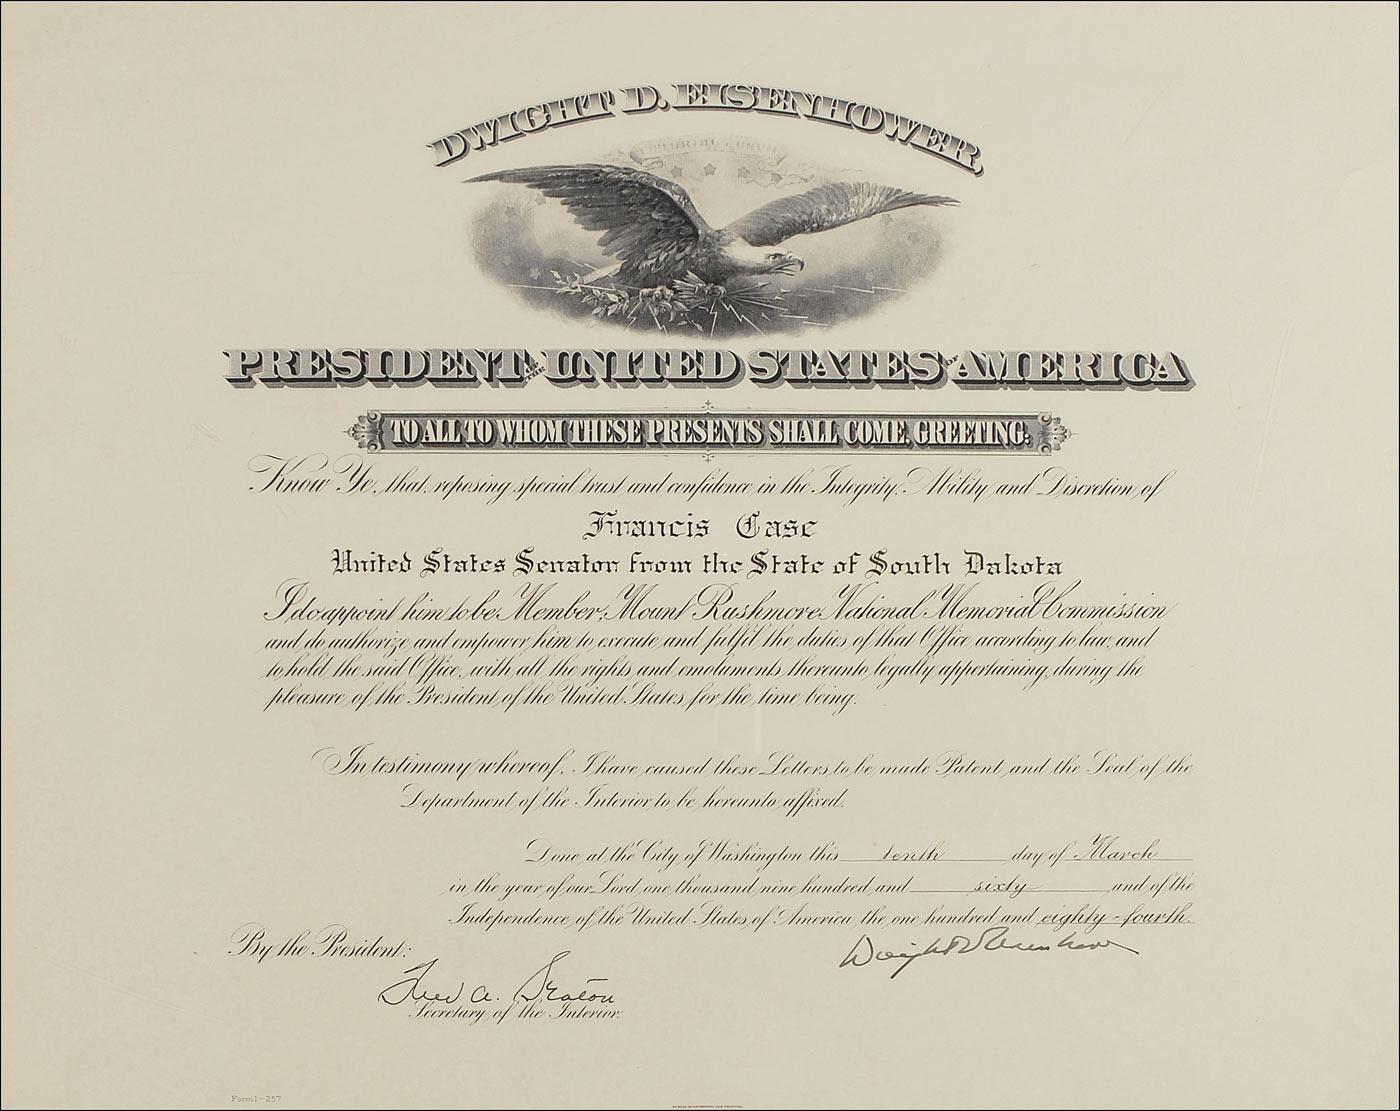 DWIGHT D. EISENHOWER,
PRESIDENT OF THE UNITED STATES OF AMERICA
TO ALL TO WHOM THESE PRESENTS SHALL COME, GREETING:
Know Ye, that, reposing special trust and confidence in the Integrity, Ability and Discretion of
Francis Case
United States Senator from the State of South Dakota
I do appoint him to be Member, Mount Rushmore National Memorial Commission
and do authorize and empower him to execute and fulfil the duties of that Office according to law, and
to hold the said Office, with all the rights and emoluments thereunto legally appertaining, during the
pleasure of the President of the United States for the time being.
In testimony whereof, I have caused these Letters to be made Patent and the Seal of the
Department of the Interior to be hereunto affixed.
Done at the City of Washington this tenth day of March
in the year of our Lord one thousand nine hundred and sixty and of the
Independence of the United States of America the one hundred and eighty-fourth.
By the President:
Dwight D Eisenhower
Fred A. Seaton
Secretary of the Interior.
Form 1-257
BUREAU OF ENGRAVING AND PRINTING